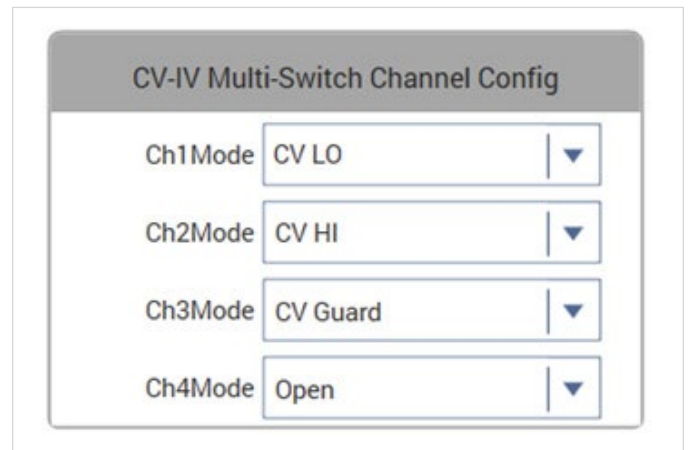 CV-IV Multi-Switch Channel Config
Ch1Mode CV LO
Ch2Mode CV HI
Ch3Mode CV Guard
Ch4Mode Open